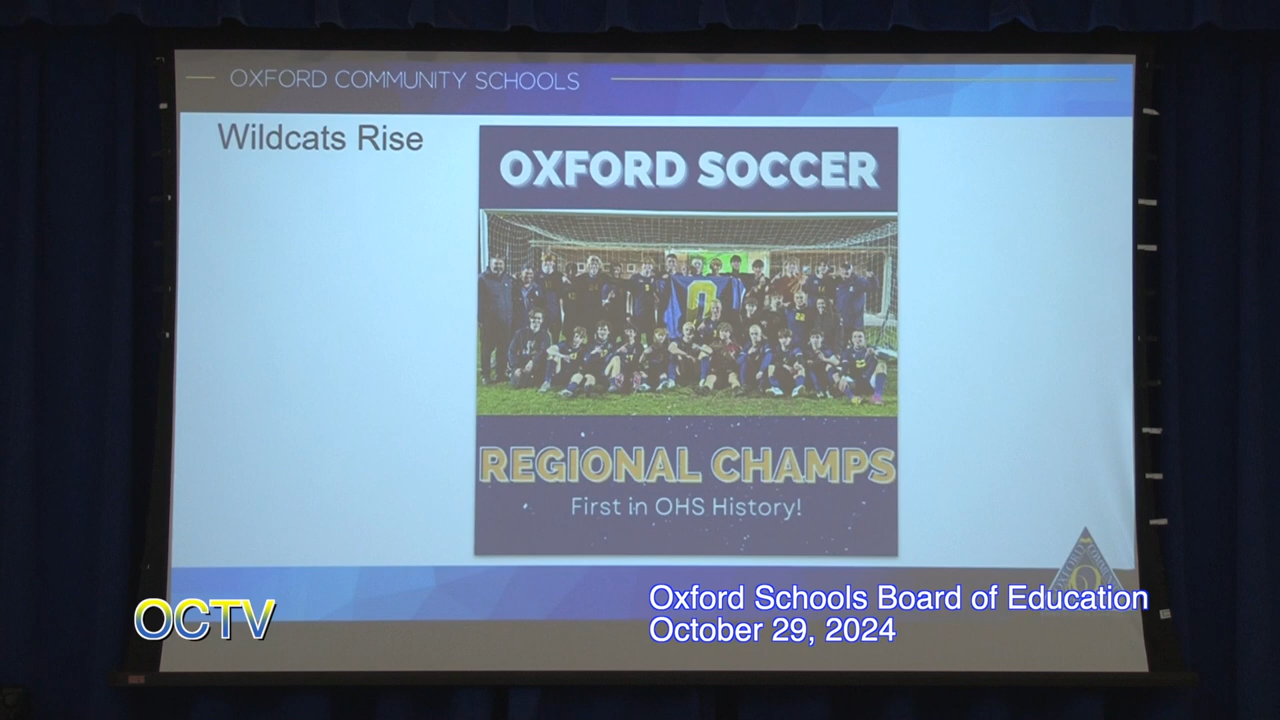 OXFORD COMMUNITY SCHOOLS
Wildcats Rise
OXFORD SOCCER
REGIONAL CHAMPS
First in OHS History!
OCTV
Oxford Schools Board of Education
October 29, 2024